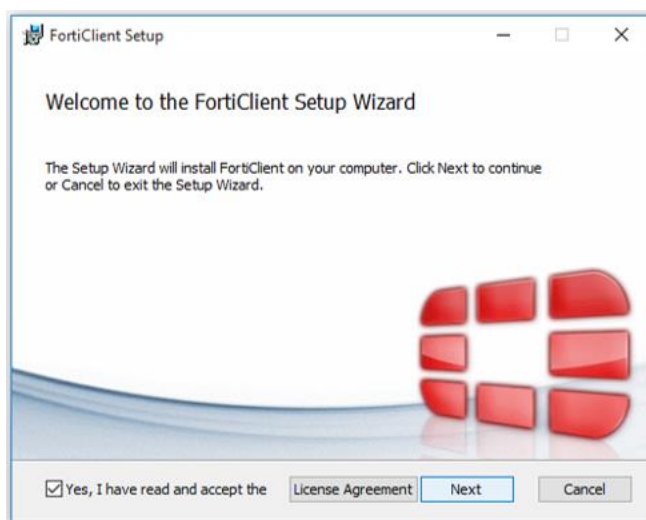 FortiClient Setup
Welcome to the FortiClient Setup Wizard
The Setup Wizard will install FortiClient on your computer. Click Next to continue
or Cancel to exit the Setup Wizard.
Yes, I have read and accept the License Agreement Next Cancel